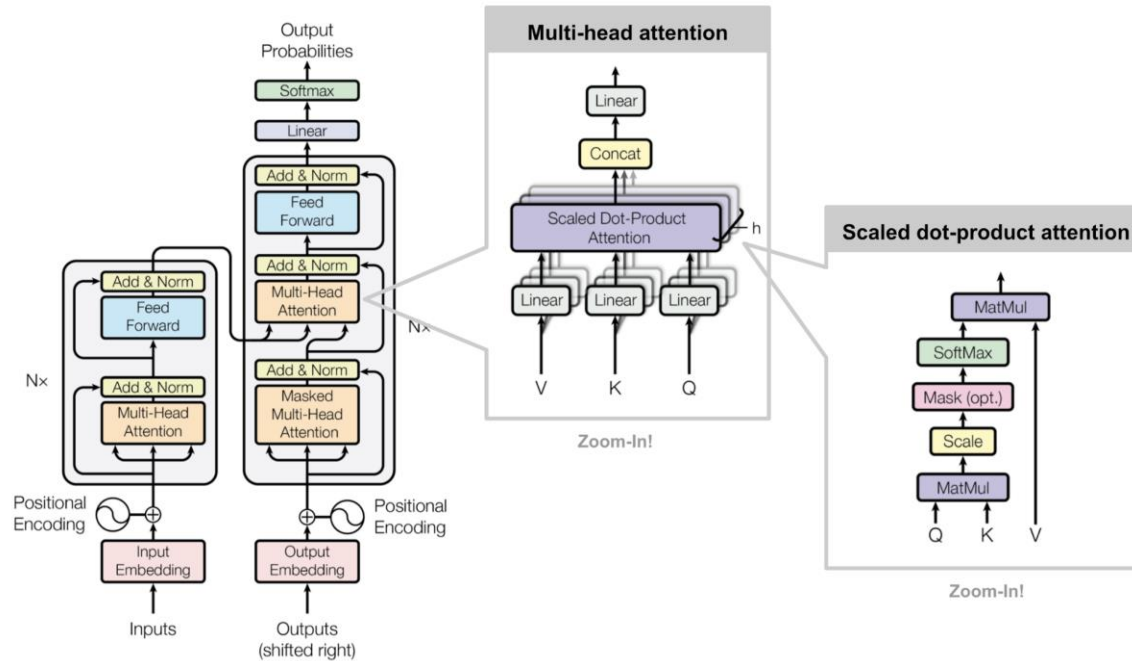 Output
Probabilities
Softmax
Linear
Add & Norm
Feed
Forward
Add & Norm
Multi-Head
Attention
Add & Norm
Masked
Multi-Head
Attention
N×
Add & Norm
Feed
Forward
N×
Add & Norm
Multi-Head
Attention
Positional
Encoding
Positional
Encoding
Input
Embedding
Output
Embedding
Inputs
Outputs
(shifted right)
Multi-head attention
Linear
Concat
Scaled Dot-Product
Attention
h
Linear
Linear
Linear
V
K
Q
Zoom-In!
Scaled dot-product attention
MatMul
SoftMax
Mask (opt.)
Scale
MatMul
Q
K
V
Zoom-In!